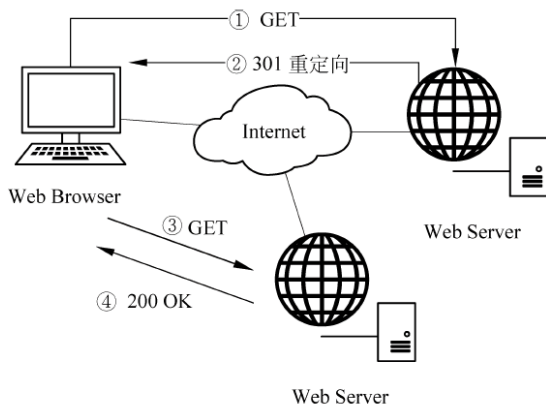 ① GET
② 301 重定向
Internet
Web Browser
Web Server
③ GET
④ 200 OK
Web Server